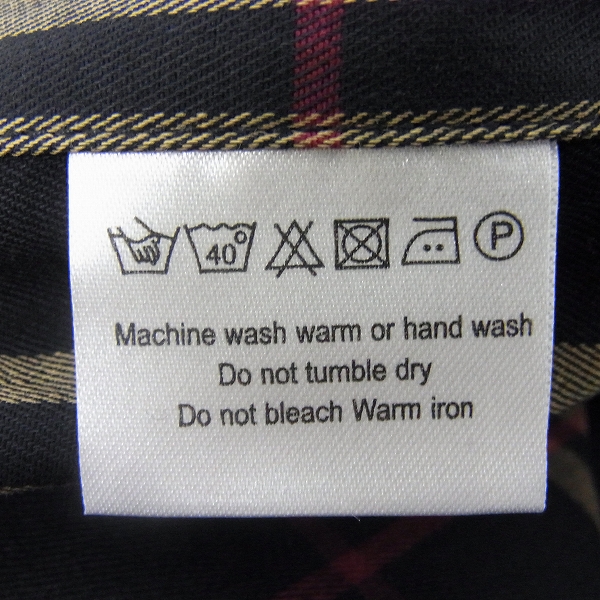 40° P
Machine wash warm or hand wash
Do not tumble dry
Do not bleach Warm iron